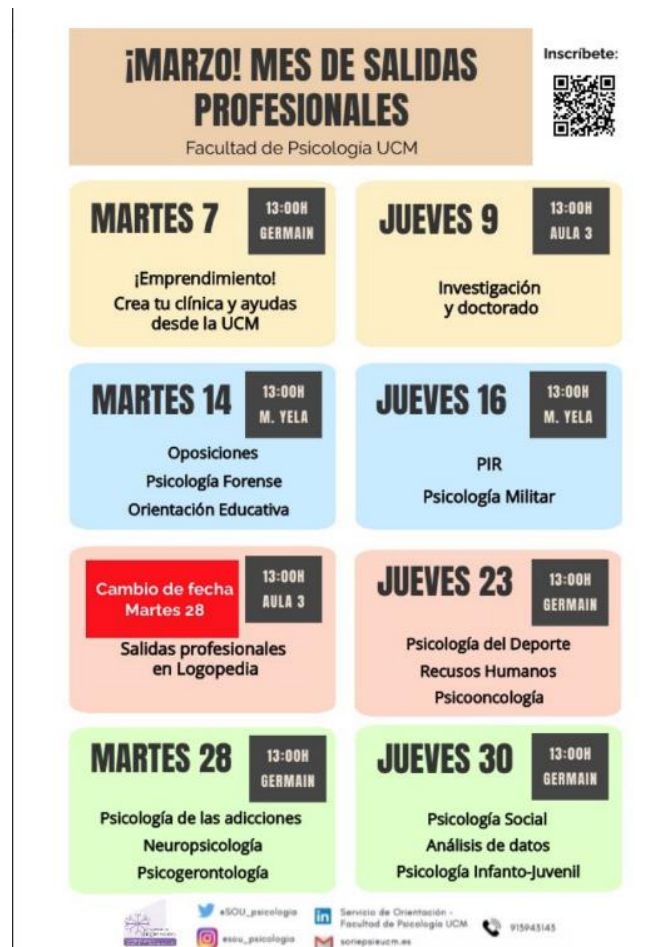 ¡MARZO! MES DE SALIDAS
PROFESIONALES
Facultad de Psicología UCM
Inscríbete:
MARTES 7
13:00H
GERMAIN
¡Emprendimiento!
Crea tu clínica y ayudas
desde la UCM
JUEVES 9
13:00H
AULA 3
Investigación
y doctorado
MARTES 14
13:00H
M. YELA
Oposiciones
Psicología Forense
Orientación Educativa
JUEVES 16
13:00H
M. YELA
PIR
Psicología Militar
Cambio de fecha
Martes 28
13:00H
AULA 3
Salidas profesionales
en Logopedia
JUEVES 23
13:00H
GERMAIN
Psicología del Deporte
Recusos Humanos
Psicooncología
MARTES 28
13:00H
GERMAIN
Psicología de las adicciones
Neuropsicología
Psicogerontología
JUEVES 30
13:00H
GERMAIN
Psicología Social
Análisis de datos
Psicología Infanto-Juvenil
eSOU_psicologia
esou_psicologia
Servicio de Orientación -
Facultad de Psicología UCM
915943145